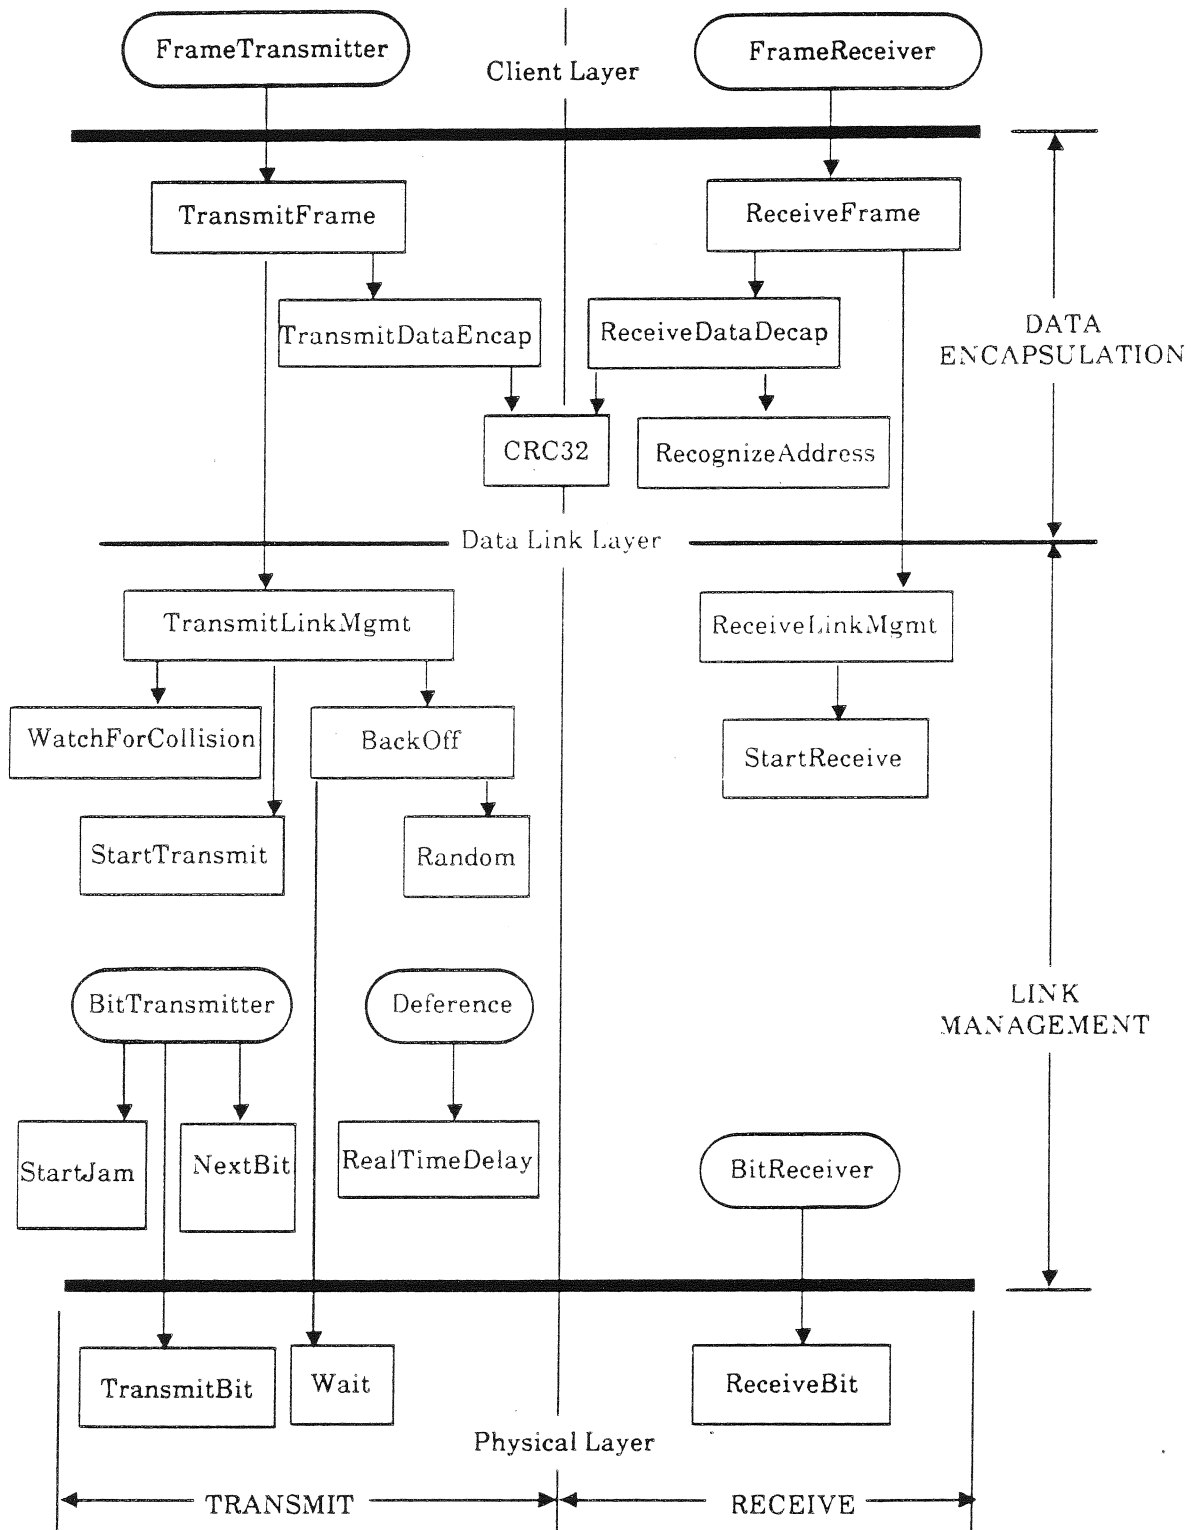 FrameTransmitter
FrameReceiver
Client Layer
TransmitFrame
ReceiveFrame
TransmitDataEncap
ReceiveDataDecap
DATA
ENCAPSULATION
CRC32
RecognizeAddress
Data Link Layer
TransmitLinkMgmt
ReceiveLinkMgmt
WatchForCollision
BackOff
StartReceive
StartTransmit
Random
BitTransmitter
Deference
LINK
MANAGEMENT
StartJam
NextBit
RealTimeDelay
BitReceiver
TransmitBit
Wait
ReceiveBit
Physical Layer
TRANSMIT
RECEIVE